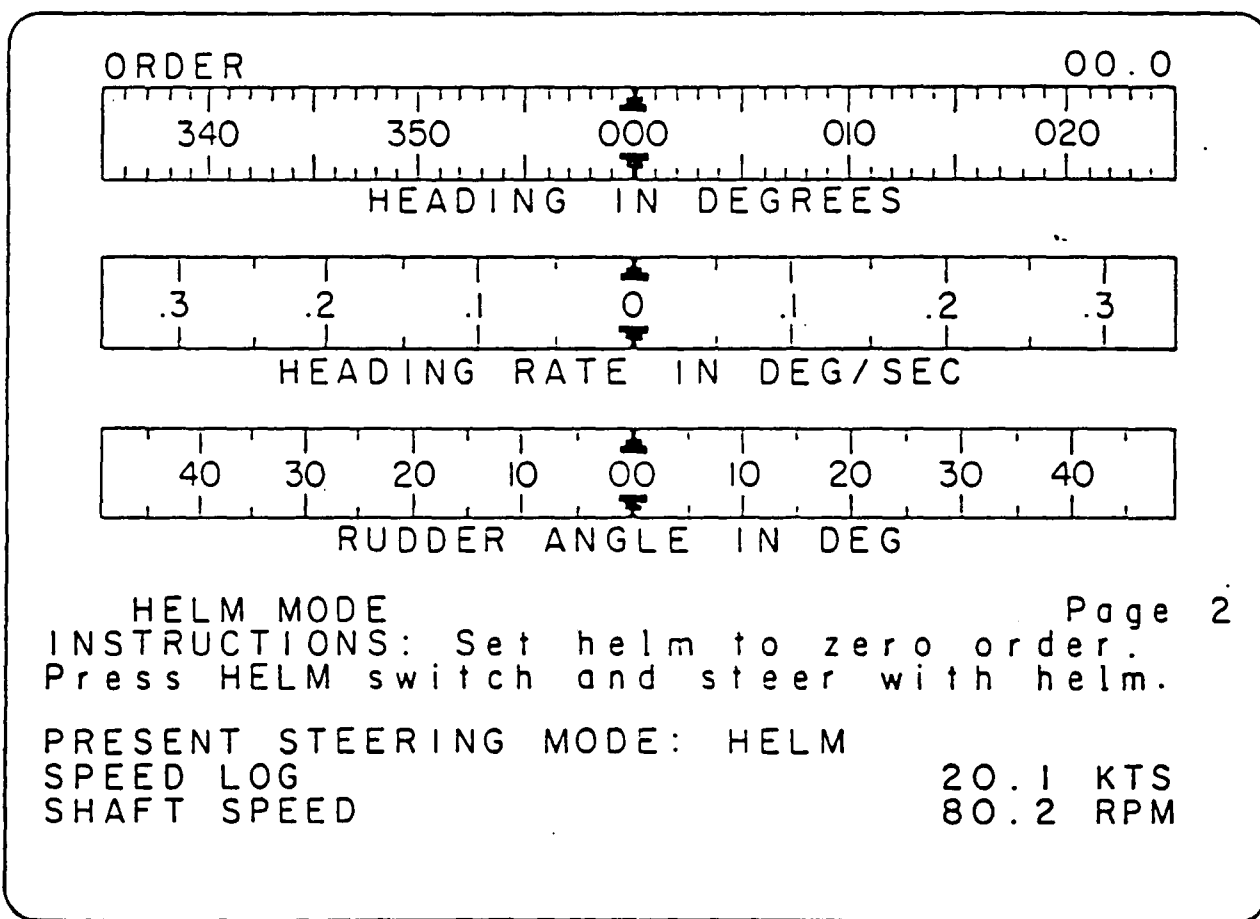 ORDER 00.0
340 350 000 010 020
HEADING IN DEGREES
.3 .2 .1 0 .1 .2 .3
HEADING RATE IN DEG/SEC
40 30 20 10 00 10 20 30 40
RUDDER ANGLE IN DEG
HELM MODE Page 2
INSTRUCTIONS: Set helm to zero order.
Press HELM switch and steer with helm.
PRESENT STEERING MODE: HELM
SPEED LOG 20.1 KTS
SHAFT SPEED 80.2 RPM